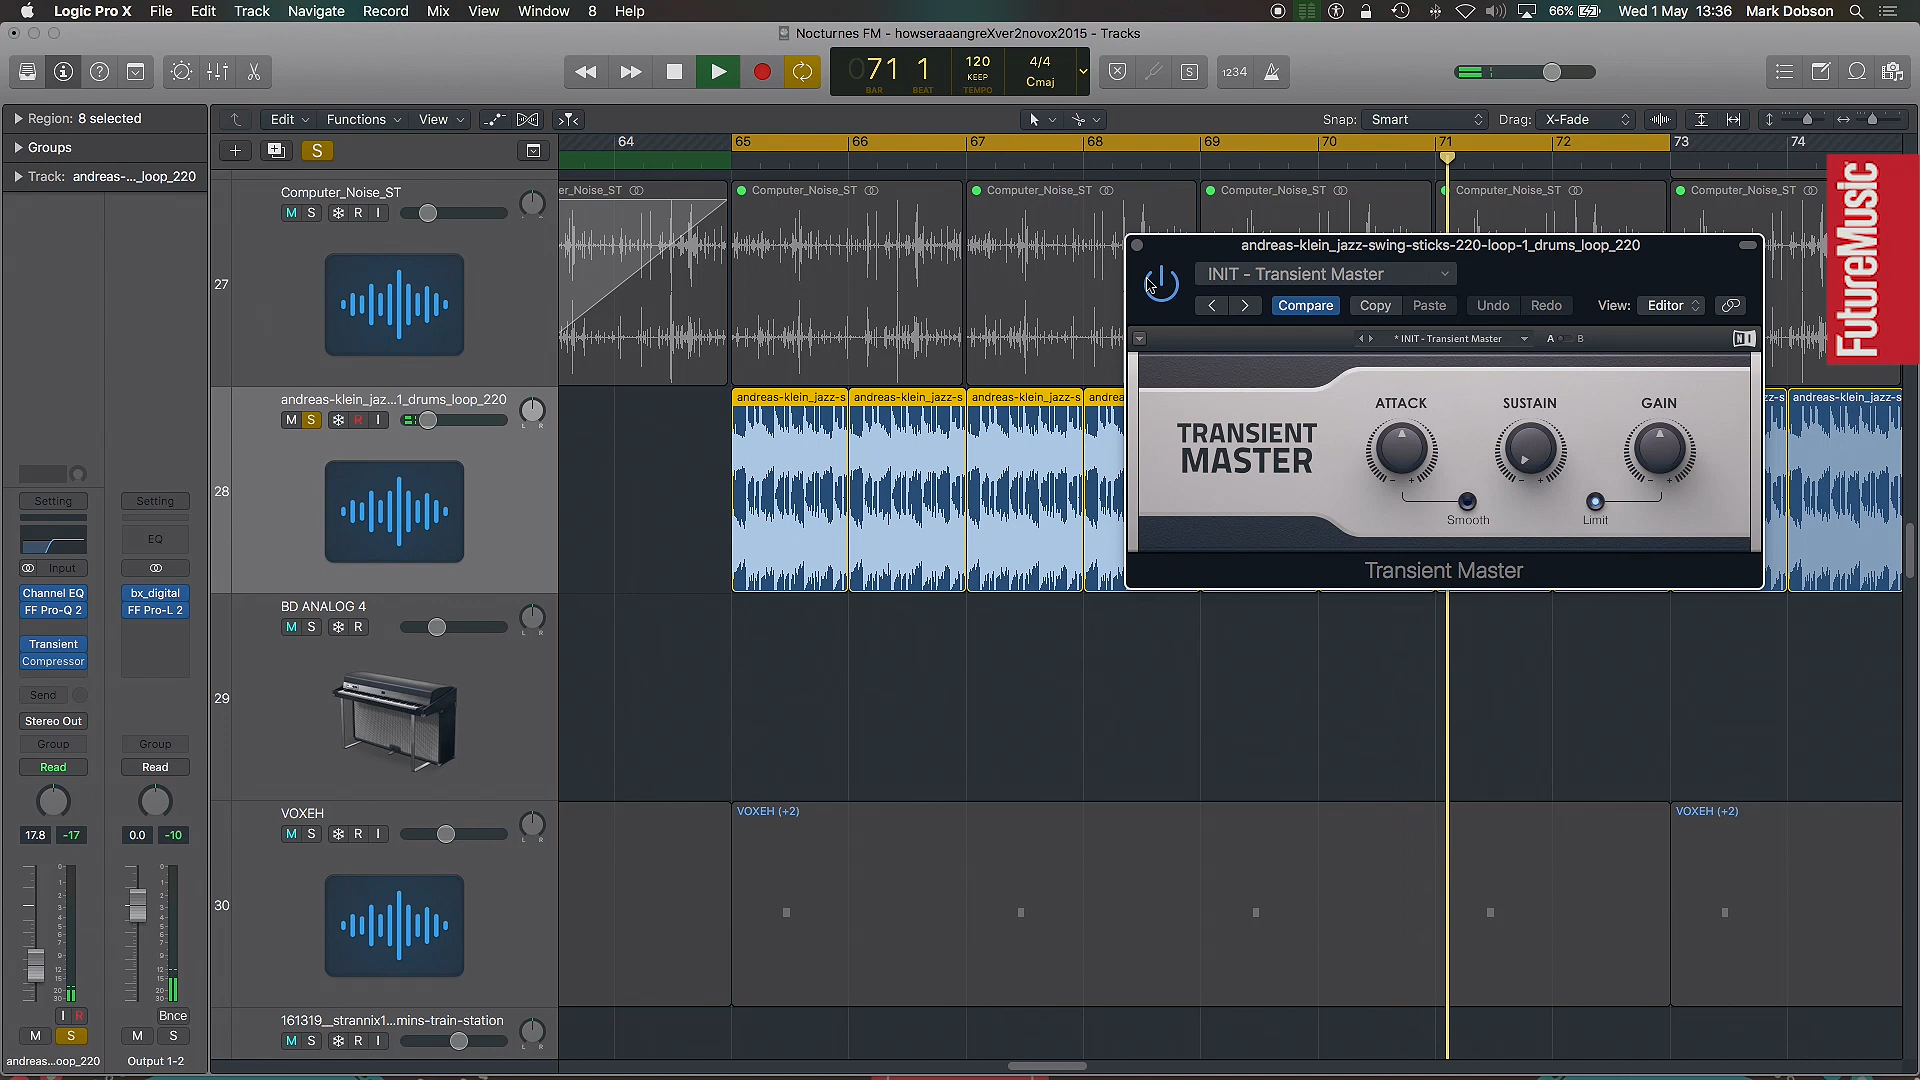 Logic Pro X File Edit Track Navigate Record Mix View Window 8 Help
66% Wed 1 May 13:36 Mark Dobson
Nocturnes FM - howseraaangreXver2novox2015 - Tracks
071 1 120 4/4
KEEP Cmaj
BAR BEAT TEMPO
S 1234
Region: 8 selected
Edit Functions View
Snap: Smart Drag: X-Fade
Groups
S
64 65 66 67 68 69 70 71 72 73 74
Track: andreas-..._loop_220
FutureMusic
27
Computer_Noise_ST
M S R I
er_Noise_ST
Computer_Noise_ST
Computer_Noise_ST
Computer_Noise_ST
Computer_Noise_ST
Computer_Noise_ST
andreas-klein_jazz-swing-sticks-220-loop-1_drums_loop_220
INIT - Transient Master
Compare Copy Paste Undo Redo View: Editor
* INIT - Transient Master A B NI
TRANSIENT
MASTER
ATTACK SUSTAIN GAIN
- + - + - +
Smooth Limit
Transient Master
28
andreas-klein_jaz...1_drums_loop_220
M S R I
L R
andreas-klein_jazz-s
andreas-klein_jazz-s
andreas-klein_jazz-s
andrea
zz-s
andreas-klein_jazz-s
29
BD ANALOG 4
M S R
L R
30
VOXEH
M S R I
L R
VOXEH (+2)
VOXEH (+2)
161319__strannix1...mins-train-station
M S R I
L R
Setting Setting
EQ
Input
Channel EQ bx_digital
FF Pro-Q 2 FF Pro-L 2
Transient
Compressor
Send
Stereo Out
Group Group
Read Read
17.8 -17 0.0 -10
I R Bnce
M S M S
andreas...oop_220 Output 1-2